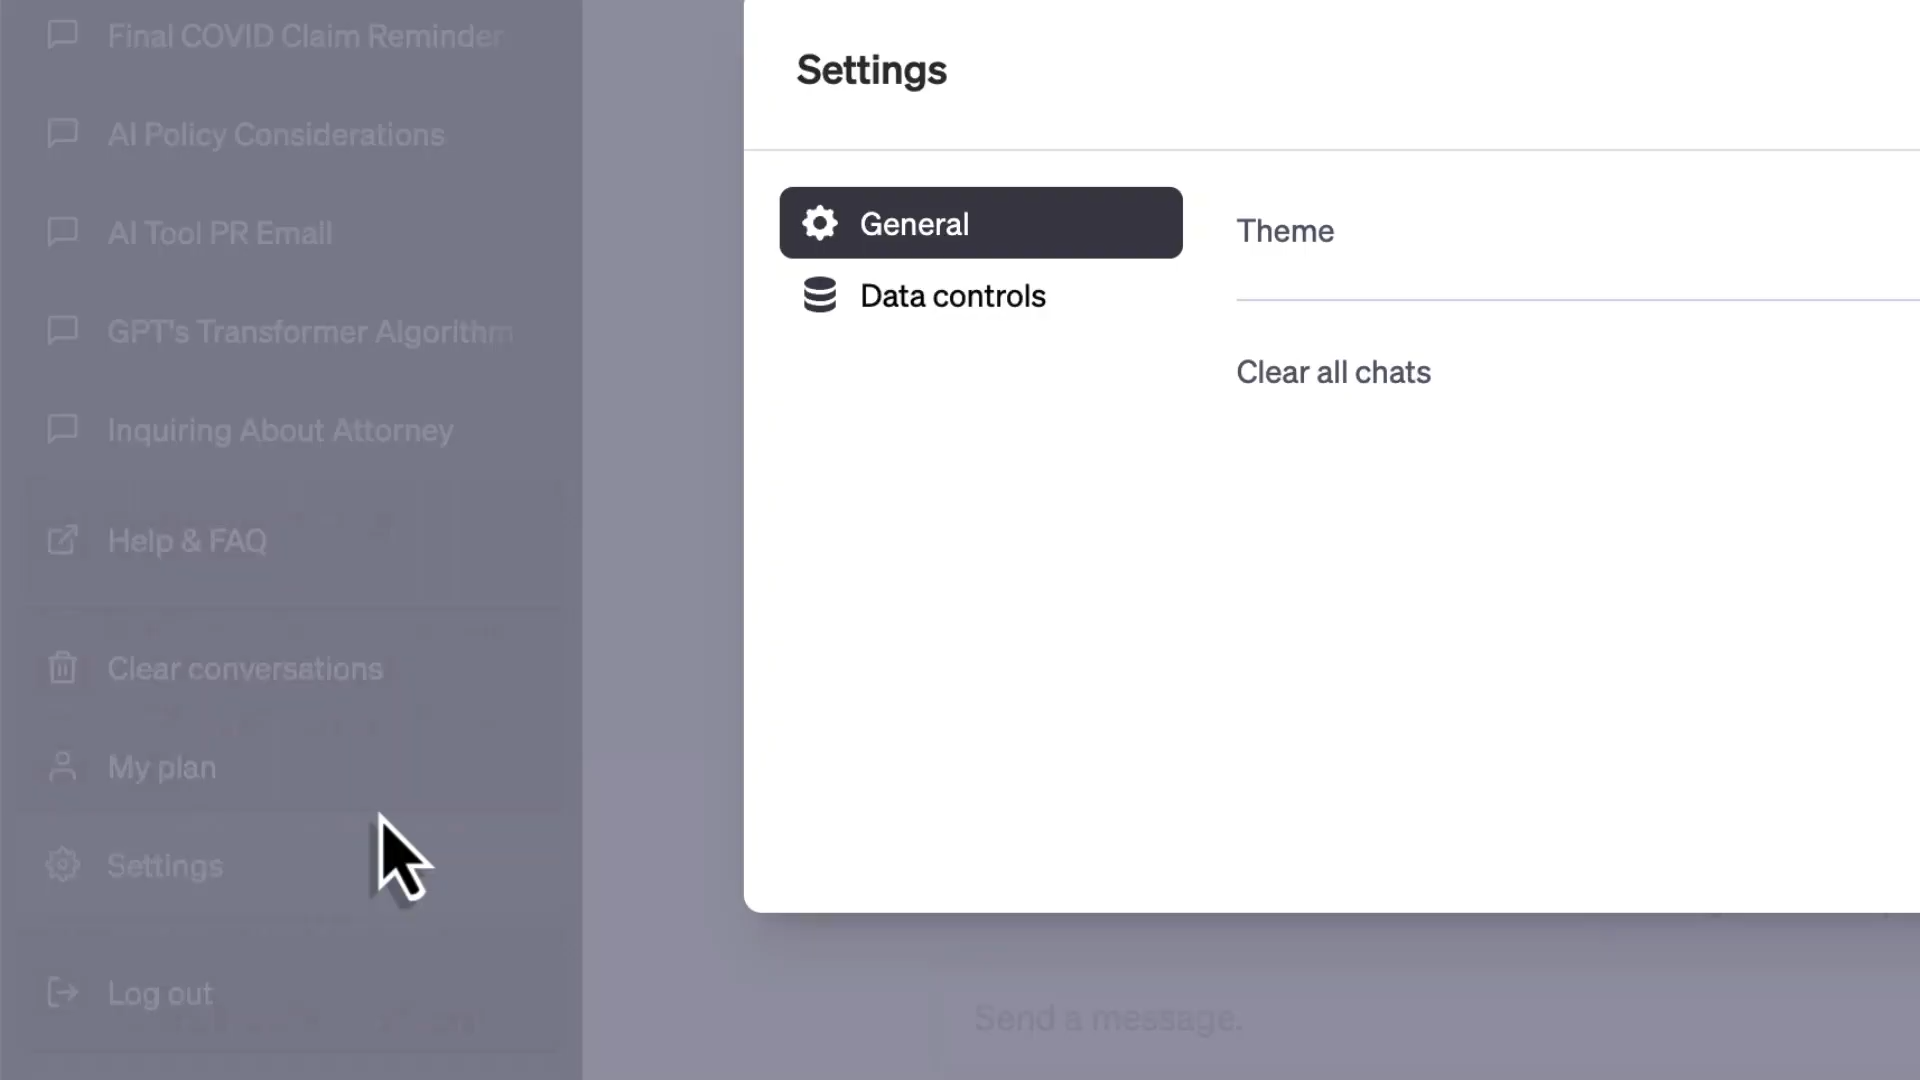 Final COVID Claim Reminder
AI Policy Considerations
AI Tool PR Email
GPT's Transformer Algorithm
Inquiring About Attorney
Help & FAQ
Clear conversations
My plan
Settings
Log out
Settings
General
Data controls
Theme
Clear all chats
Send a message.